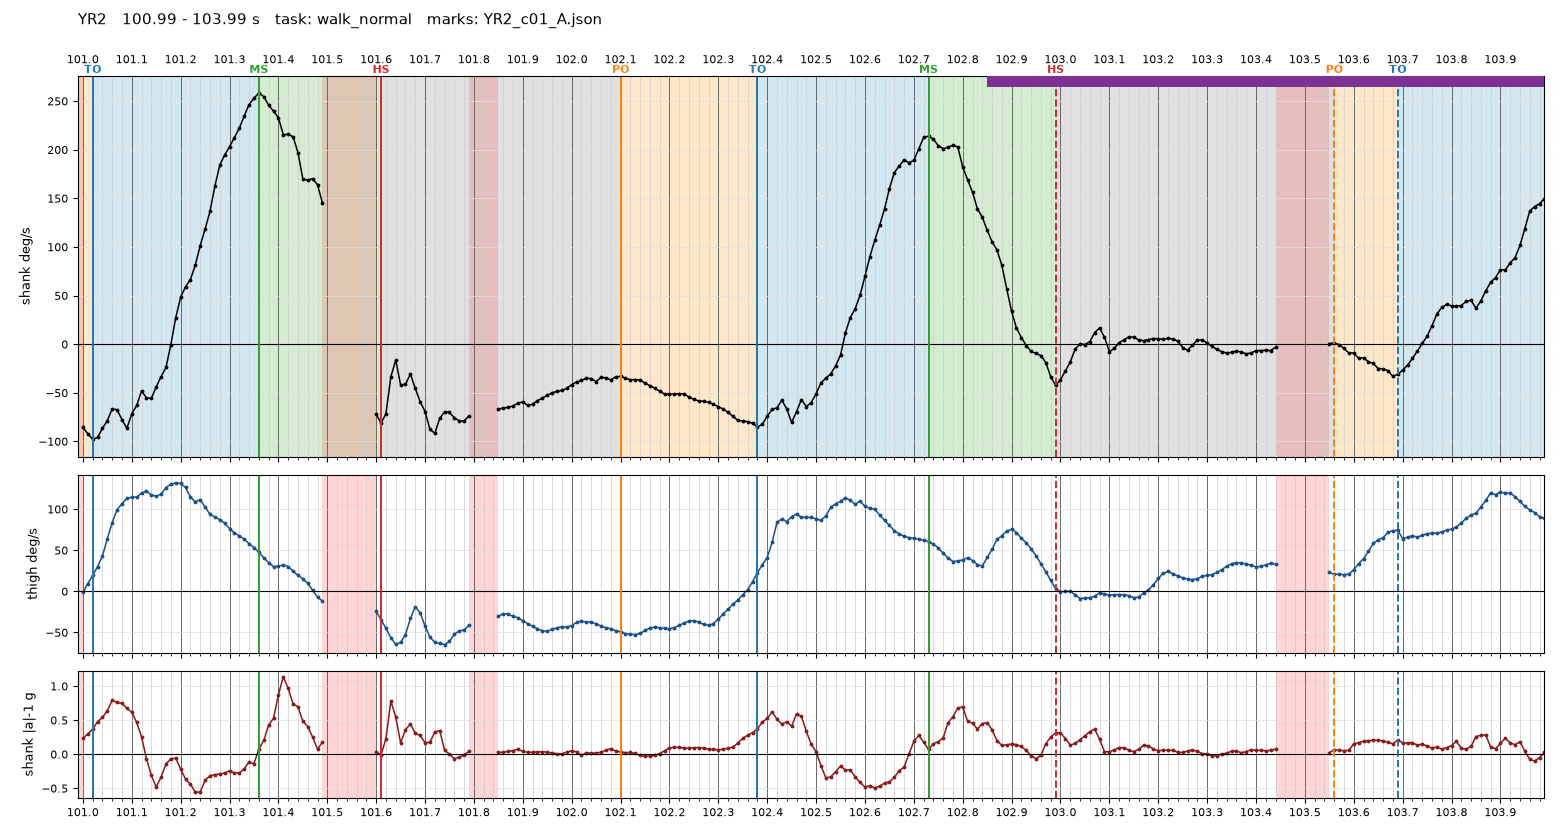 YR2   100.99 - 103.99 s   task: walk_normal   marks: YR2_c01_A.json
101.0 101.1 101.2 101.3 101.4 101.5 101.6 101.7 101.8 101.9 102.0 102.1 102.2 102.3 102.4 102.5 102.6 102.7 102.8 102.9 103.0 103.1 103.2 103.3 103.4 103.5 103.6 103.7 103.8 103.9
TO MS HS PO TO MS HS PO TO
shank deg/s
250
200
150
100
50
0
−50
−100
thigh deg/s
100
50
0
−50
shank |a|-1 g
1.0
0.5
0.0
−0.5
101.0 101.1 101.2 101.3 101.4 101.5 101.6 101.7 101.8 101.9 102.0 102.1 102.2 102.3 102.4 102.5 102.6 102.7 102.8 102.9 103.0 103.1 103.2 103.3 103.4 103.5 103.6 103.7 103.8 103.9